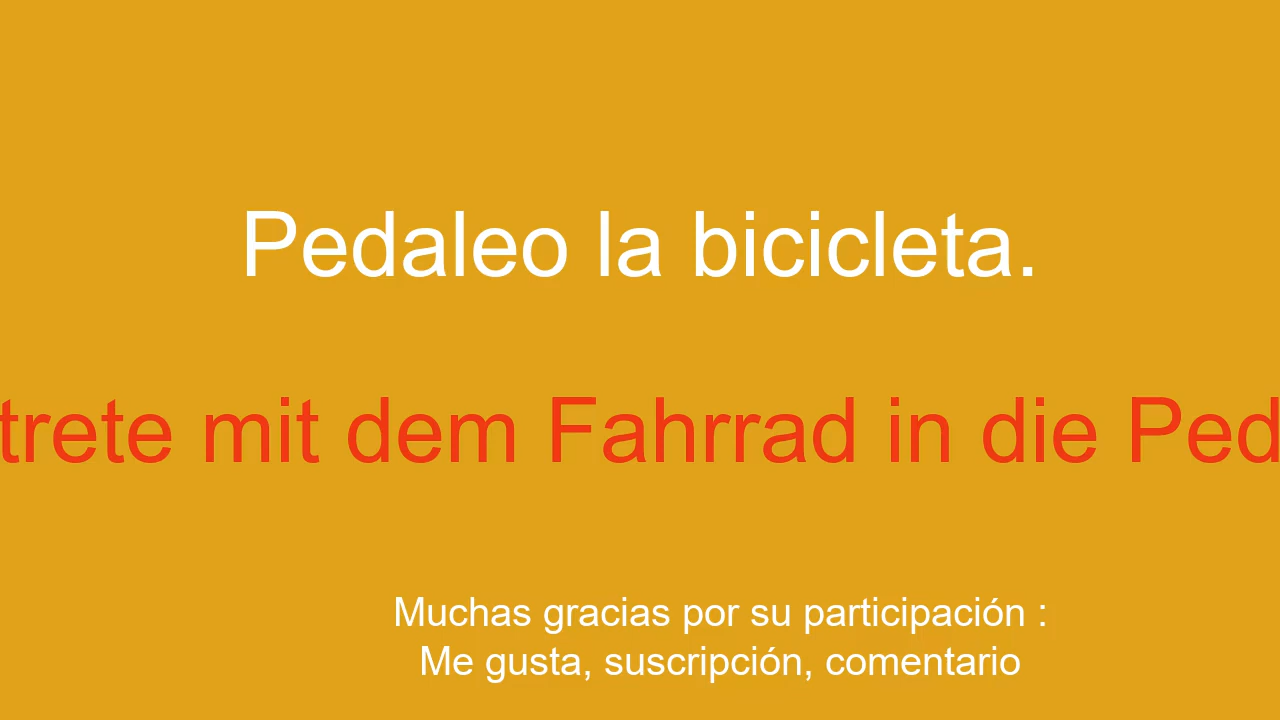 Pedaleo la bicicleta.
trete mit dem Fahrrad in die Ped
Muchas gracias por su participación :
Me gusta, suscripción, comentario